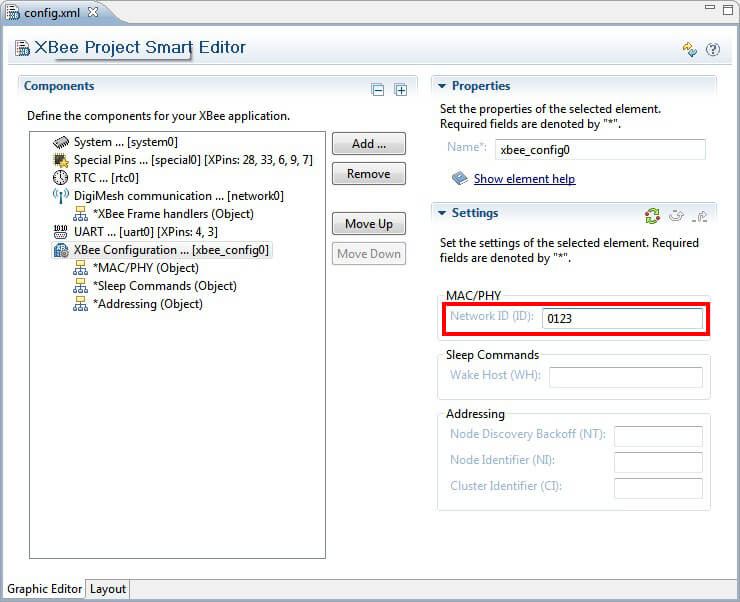 config.xml
XBee Project Smart Editor
Components
Define the components for your XBee application.
System ... [system0]
Special Pins ... [special0] [XPins: 28, 33, 6, 9, 7]
RTC ... [rtc0]
DigiMesh communication ... [network0]
*XBee Frame handlers (Object)
UART ... [uart0] [XPins: 4, 3]
XBee Configuration ... [xbee_config0]
*MAC/PHY (Object)
*Sleep Commands (Object)
*Addressing (Object)
Add ...
Remove
Move Up
Move Down
Properties
Set the properties of the selected element.
Required fields are denoted by "*".
Name*: xbee_config0
Show element help
Settings
Set the settings of the selected element. Required
fields are denoted by "*".
MAC/PHY
Network ID (ID): 0123
Sleep Commands
Wake Host (WH):
Addressing
Node Discovery Backoff (NT):
Node Identifier (NI):
Cluster Identifier (CI):
Graphic Editor Layout